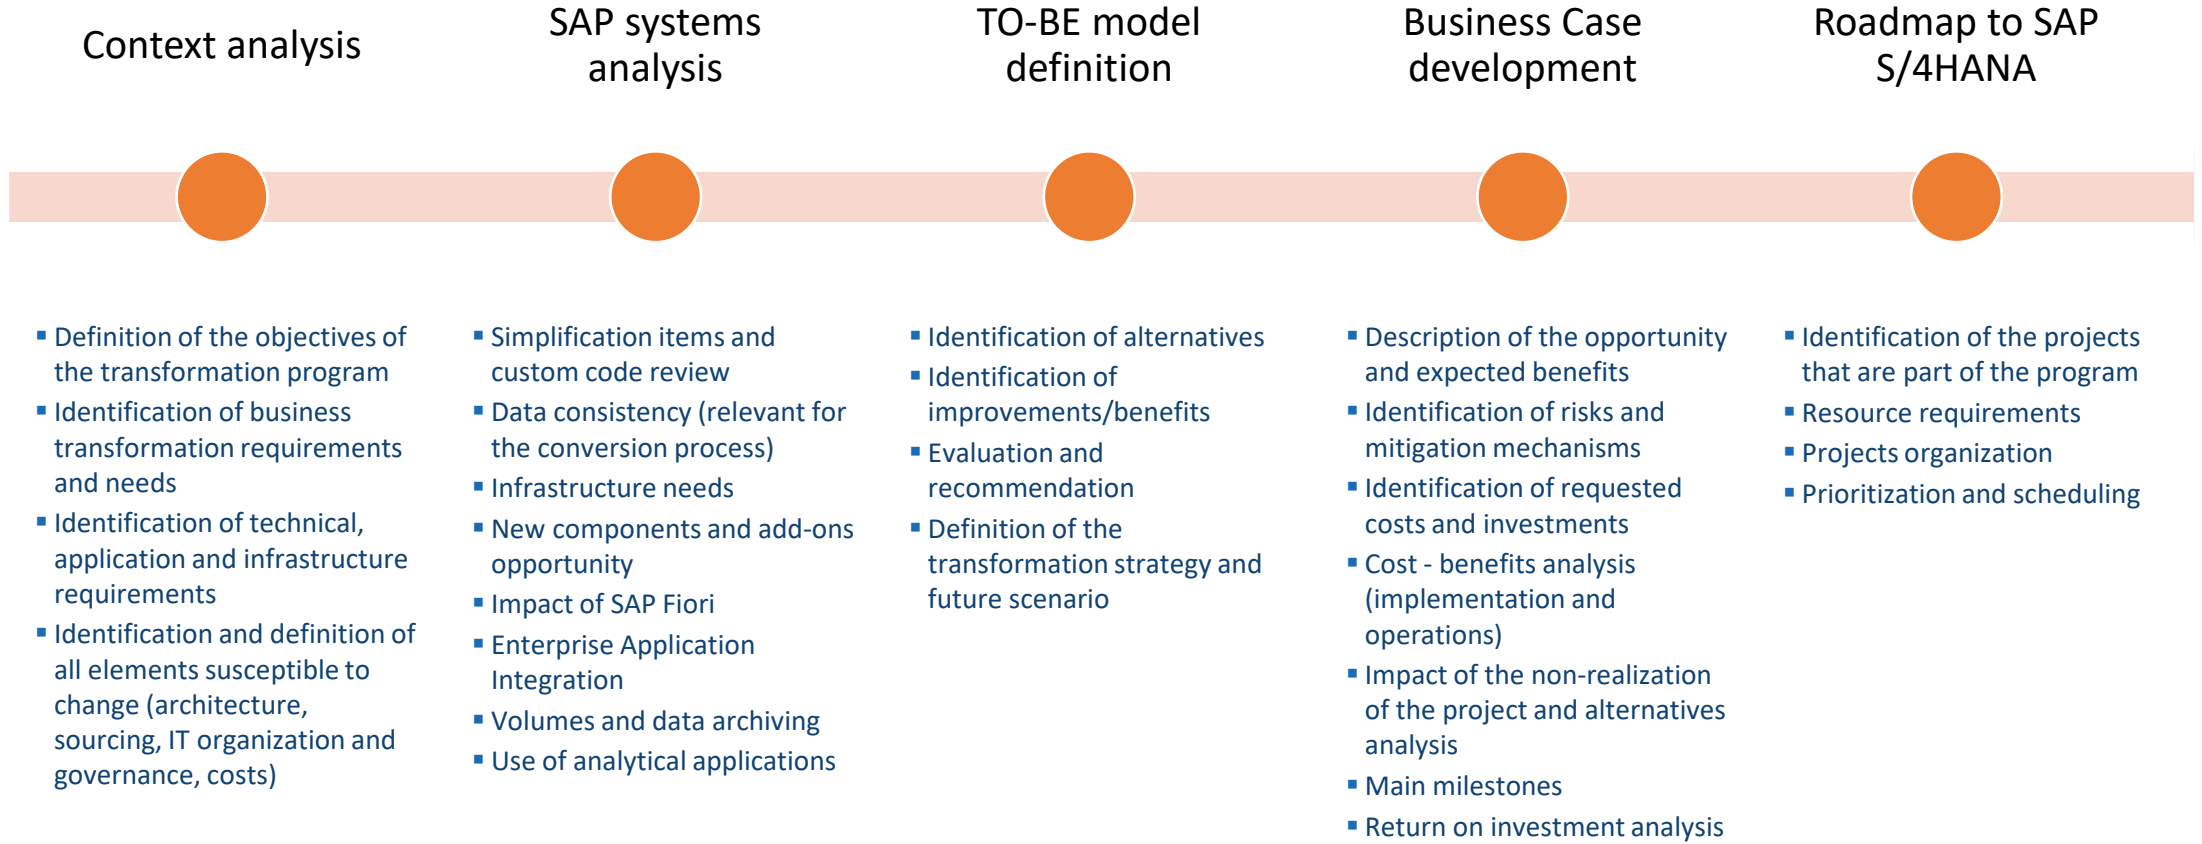 Context analysis
SAP systems
analysis
TO-BE model
definition
Business Case
development
Roadmap to SAP
S/4HANA
▪ Definition of the objectives of
the transformation program
▪ Identification of business
transformation requirements
and needs
▪ Identification of technical,
application and infrastructure
requirements
▪ Identification and definition of
all elements susceptible to
change (architecture,
sourcing, IT organization and
governance, costs)
▪ Simplification items and
custom code review
▪ Data consistency (relevant for
the conversion process)
▪ Infrastructure needs
▪ New components and add-ons
opportunity
▪ Impact of SAP Fiori
▪ Enterprise Application
Integration
▪ Volumes and data archiving
▪ Use of analytical applications
▪ Identification of alternatives
▪ Identification of
improvements/benefits
▪ Evaluation and
recommendation
▪ Definition of the
transformation strategy and
future scenario
▪ Description of the opportunity
and expected benefits
▪ Identification of risks and
mitigation mechanisms
▪ Identification of requested
costs and investments
▪ Cost - benefits analysis
(implementation and
operations)
▪ Impact of the non-realization
of the project and alternatives
analysis
▪ Main milestones
▪ Return on investment analysis
▪ Identification of the projects
that are part of the program
▪ Resource requirements
▪ Projects organization
▪ Prioritization and scheduling